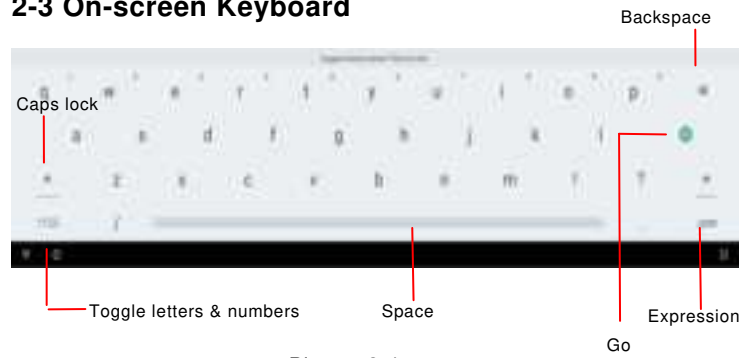 2-3 On-screen Keyboard
Backspace
q w e r t y u i o p
Caps lock
a s d f g h j k l
z x c v b n m ! ?
Toggle letters & numbers
Space
Expression
Go